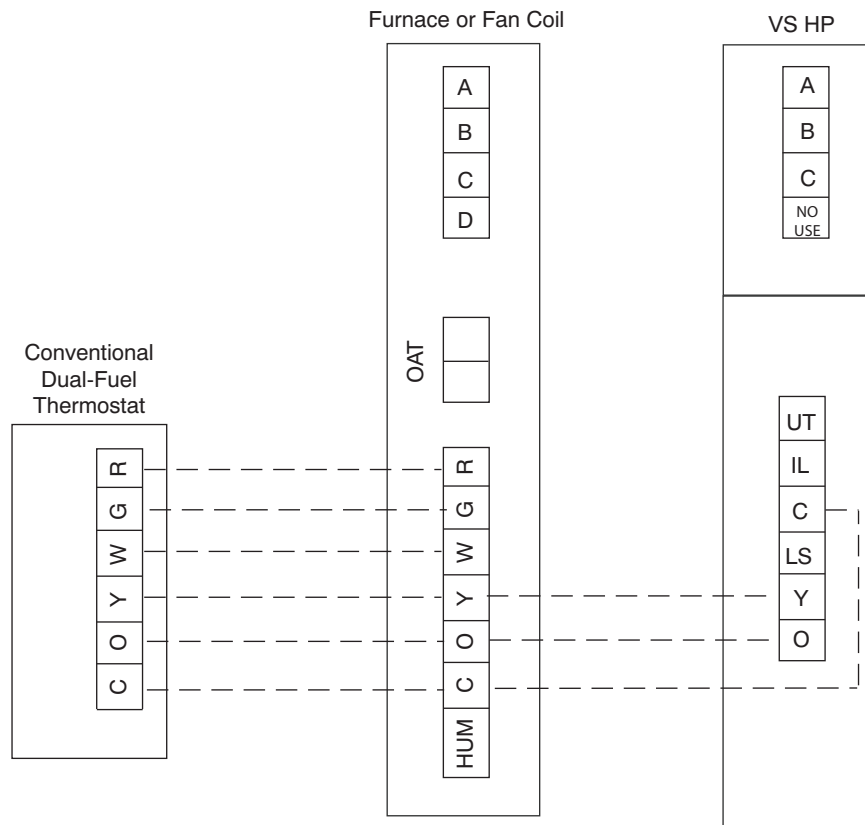 Furnace or Fan Coil
VS HP
A
B
C
D
A
B
C
NO
USE
OAT
Conventional
Dual-Fuel
Thermostat
R
G
W
Y
O
C
R
G
W
Y
O
C
HUM
UT
IL
C
LS
Y
O